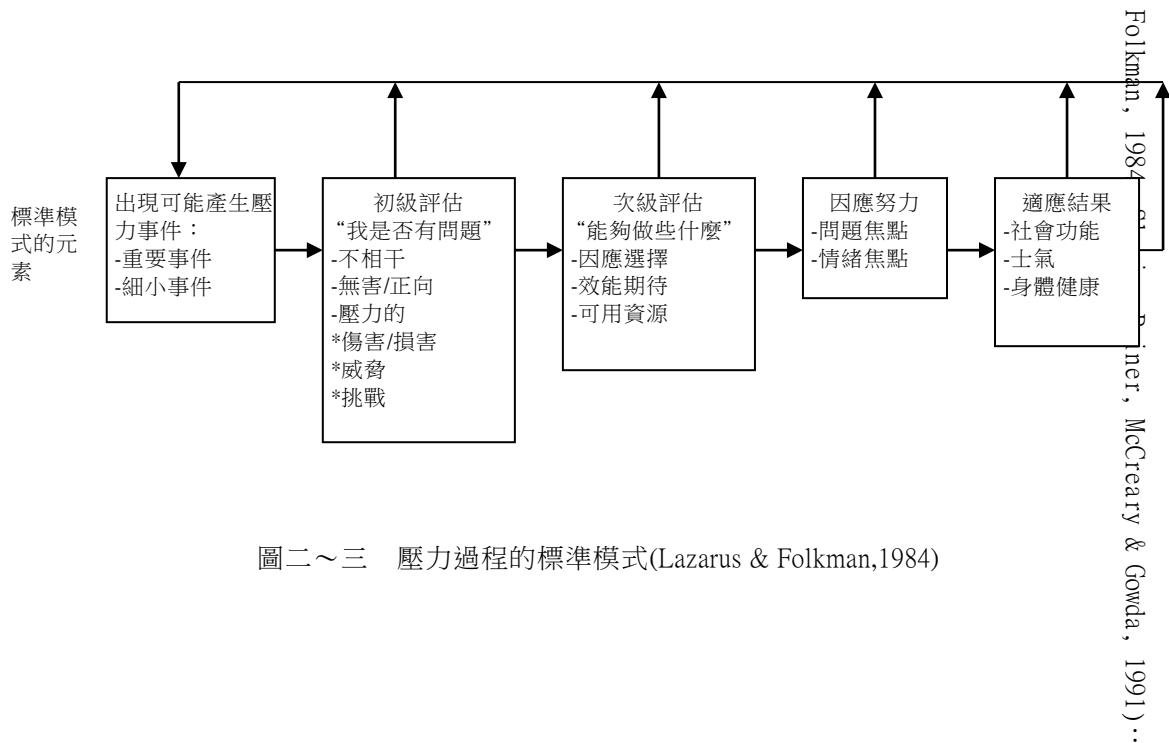 標準模
式的元
素
出現可能產生壓
力事件：
-重要事件
-細小事件
初級評估
“我是否有問題”
-不相干
-無害/正向
-壓力的
*傷害/損害
*威脅
*挑戰
次級評估
“能夠做些什麼”
-因應選擇
-效能期待
-可用資源
因應努力
-問題焦點
-情緒焦點
適應結果
-社會功能
-士氣
-身體健康
Folkman, 1984 McCreary & Gowda, 1991)‥
圖二～三　壓力過程的標準模式(Lazarus & Folkman,1984)